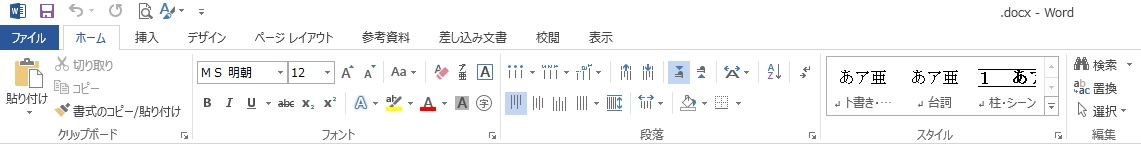 .docx - Word
ファイル ホーム 挿入 デザイン ページ レイアウト 参考資料 差し込み文書 校閲 表示
貼り付け
切り取り
コピー
書式のコピー/貼り付け
クリップボード
ＭＳ 明朝 12 Aa
B I U abc x₂ x² A ab A A 字
フォント
段落
あア亜 あア亜 1 あア
↲ ト書き・… ↲ 台詞 ↲ 柱・シーン
スタイル
検索
置換
選択
編集